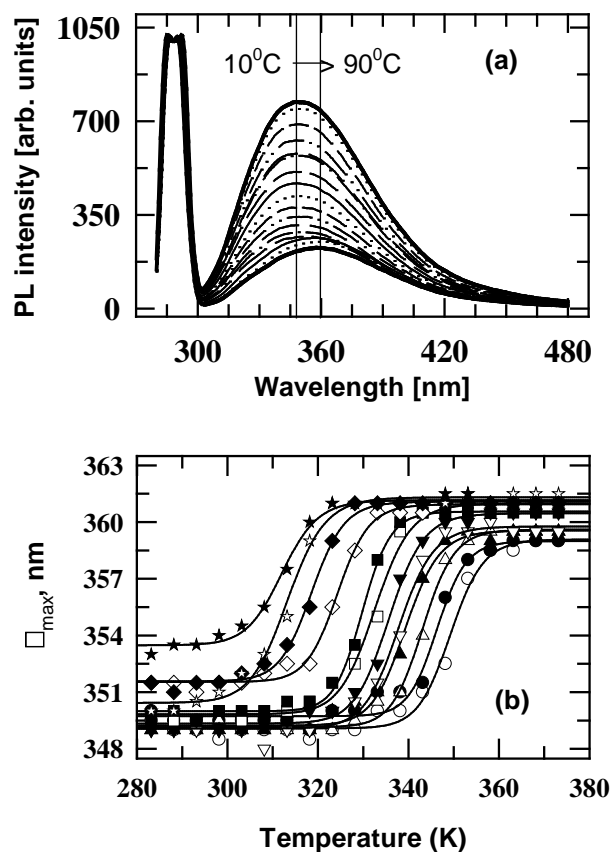 1050
700
350
0
PL intensity [arb. units]
10⁰C
90⁰C
(a)
300
360
420
480
Wavelength [nm]
363
360
357
354
351
348
□max, nm
(b)
280
300
320
340
360
380
Temperature (K)